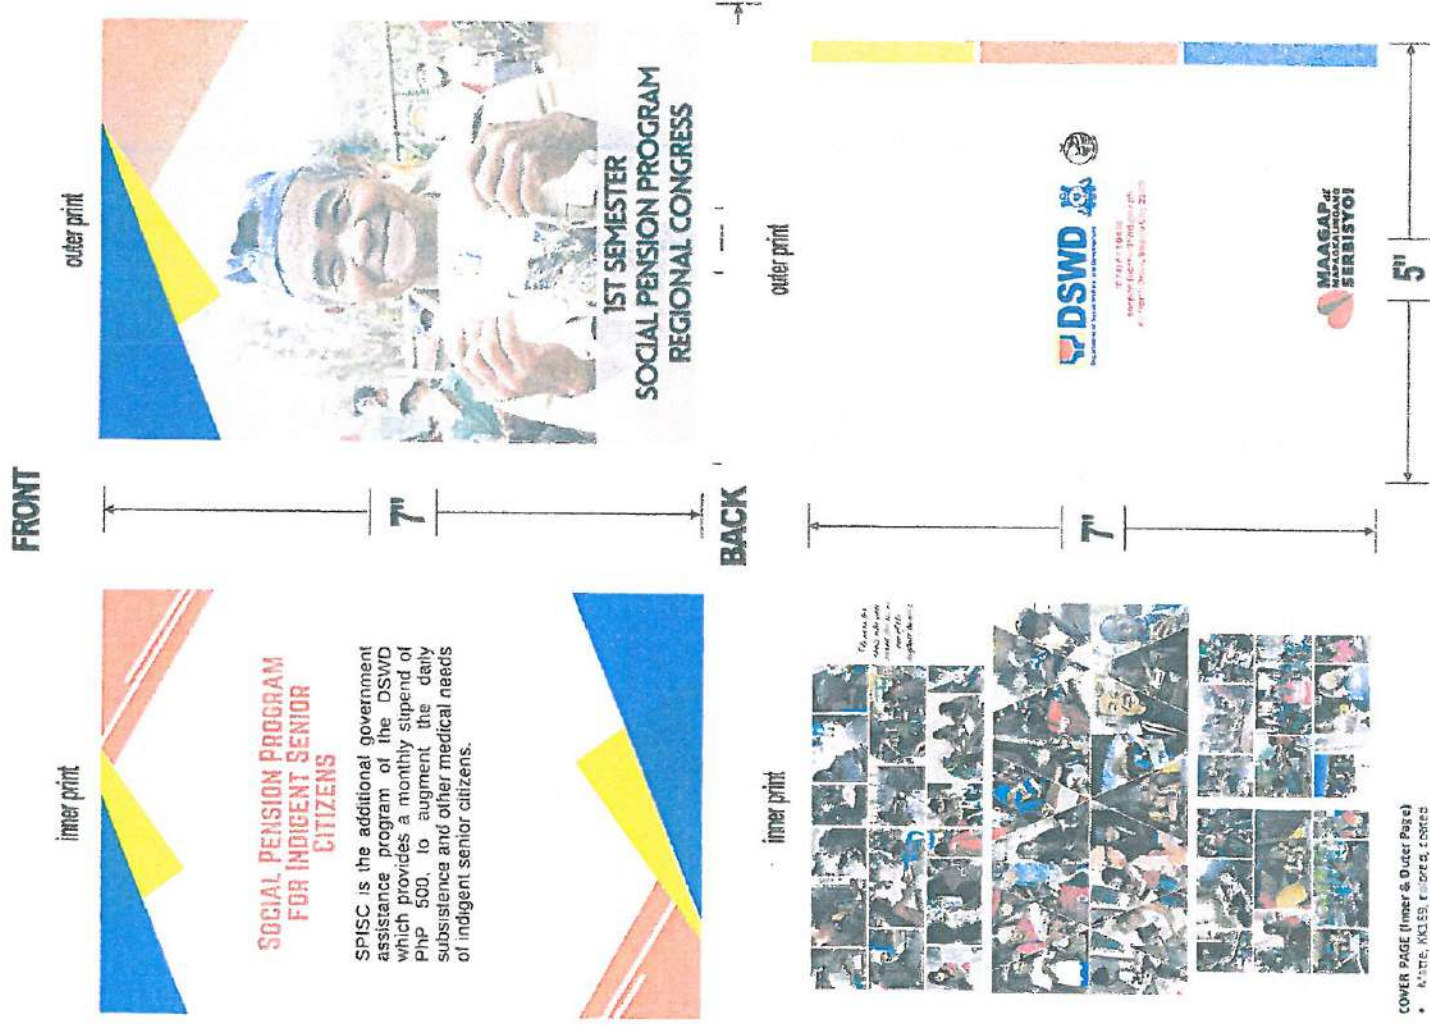 FRONT
inner print
SOCIAL PENSION PROGRAM
FOR INDIGENT SENIOR
CITIZENS
SPISC is the additional government
assistance program of the DSWD
which provides a monthly stipend of
PhP 500, to augment the daily
subsistence and other medical needs
of indigent senior citizens.
7"
outer print
1ST SEMESTER
SOCIAL PENSION PROGRAM
REGIONAL CONGRESS
BACK
inner print
7"
outer print
DSWD
MAAGAP at
MAPAGKALINGANG
SERBISYO!
5"
COVER PAGE (Inner & Outer Page)
• Matte,